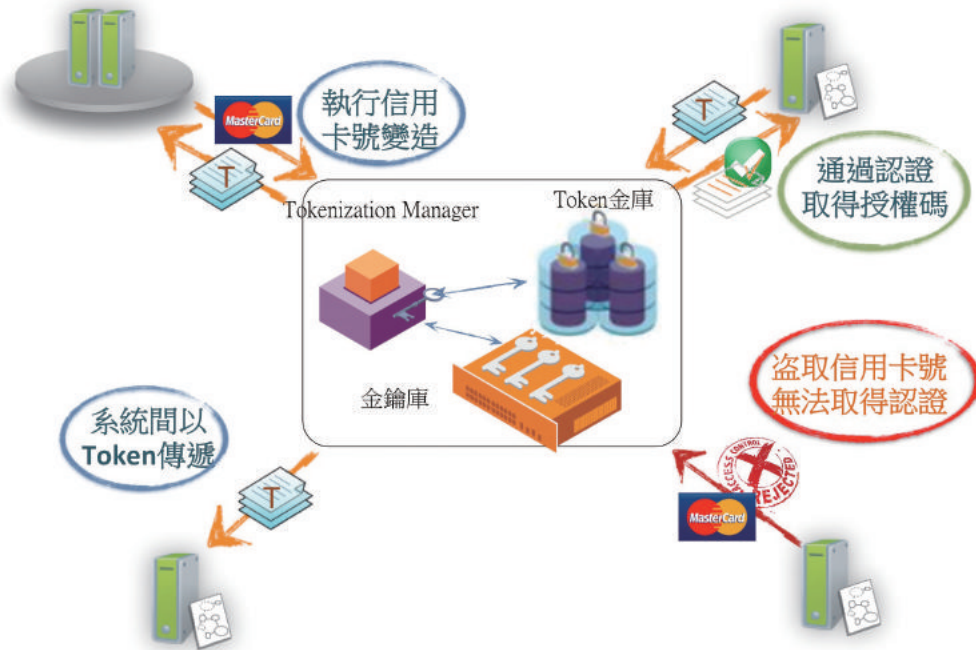 MasterCard
執行信用
卡號變造
T
T
通過認證
取得授權碼
Tokenization Manager
Token金庫
金鑰庫
盜取信用卡號
無法取得認證
系統間以
Token傳遞
T
ACCESS CONTROL
REJECTED
MasterCard